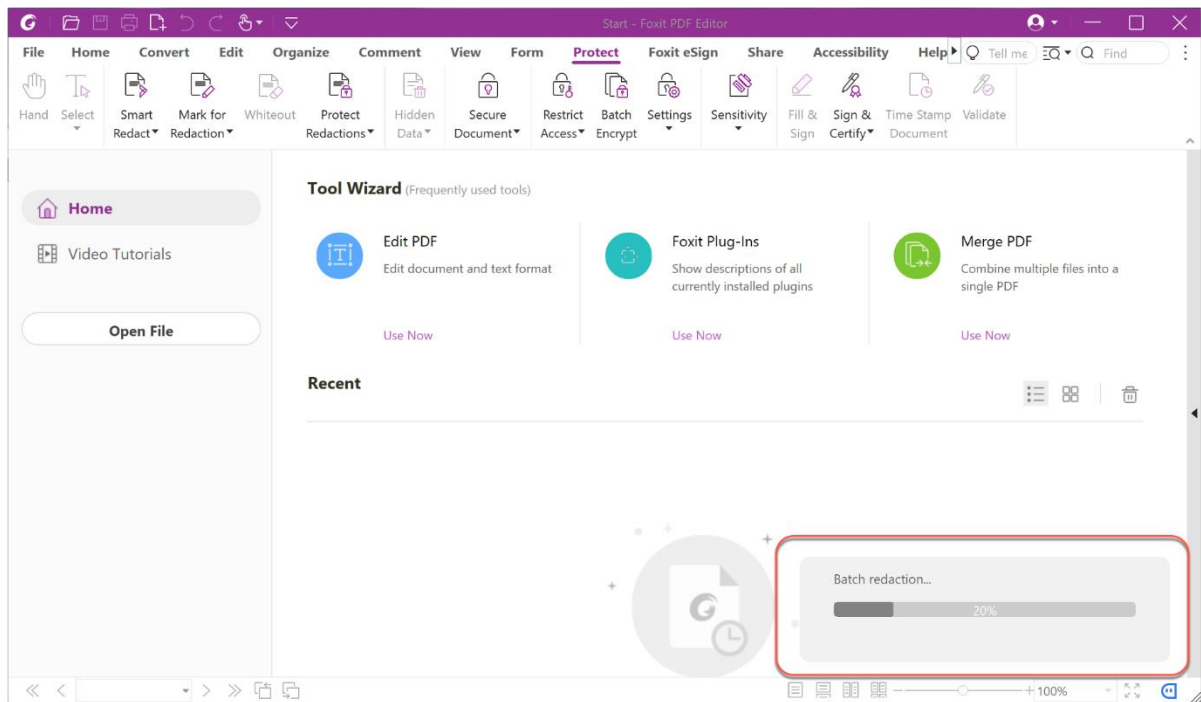 Start - Foxit PDF Editor
File Home Convert Edit Organize Comment View Form Protect Foxit eSign Share Accessibility Help Tell me Find
Hand Select Smart Redact Mark for Redaction Whiteout Protect Redactions Hidden Data Secure Document Restrict Access Batch Encrypt Settings Sensitivity Fill & Sign Sign & Certify Time Stamp Document Validate
Home
Video Tutorials
Open File
Tool Wizard (Frequently used tools)
Edit PDF
Edit document and text format
Use Now
Foxit Plug-Ins
Show descriptions of all
currently installed plugins
Use Now
Merge PDF
Combine multiple files into a
single PDF
Use Now
Recent
Batch redaction...
20%
100%